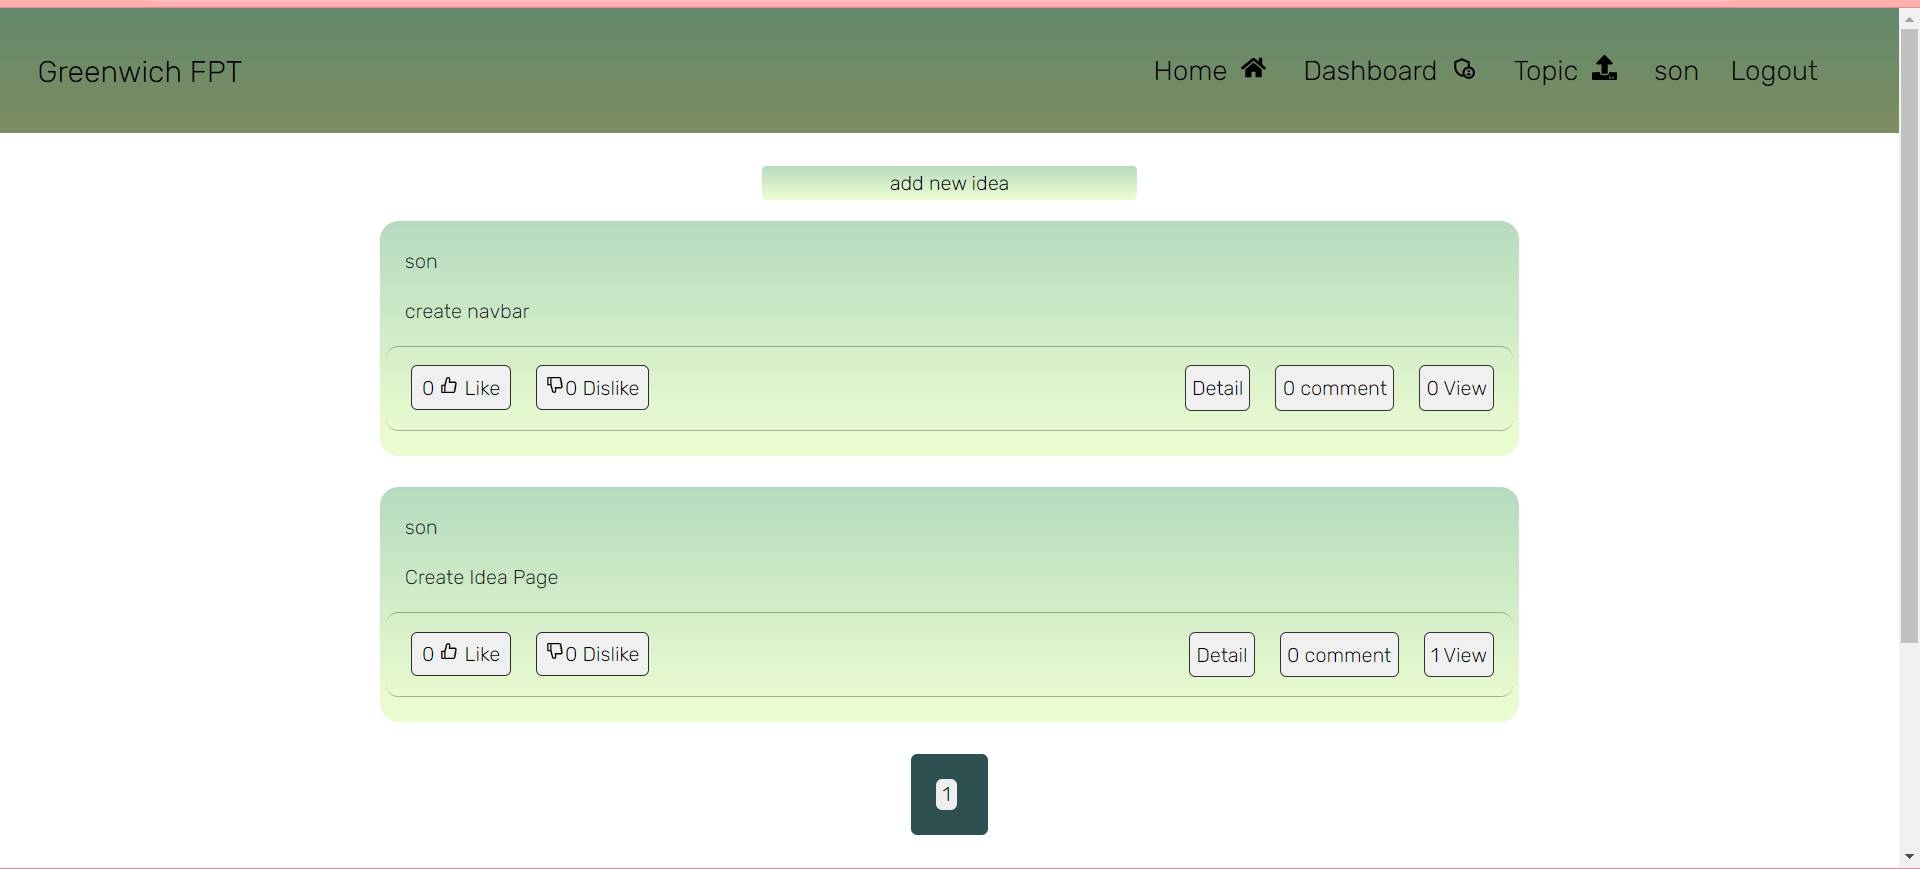 Greenwich FPT
Home Dashboard Topic son Logout
add new idea
son
create navbar
0 Like 0 Dislike Detail 0 comment 0 View
son
Create Idea Page
0 Like 0 Dislike Detail 0 comment 1 View
1